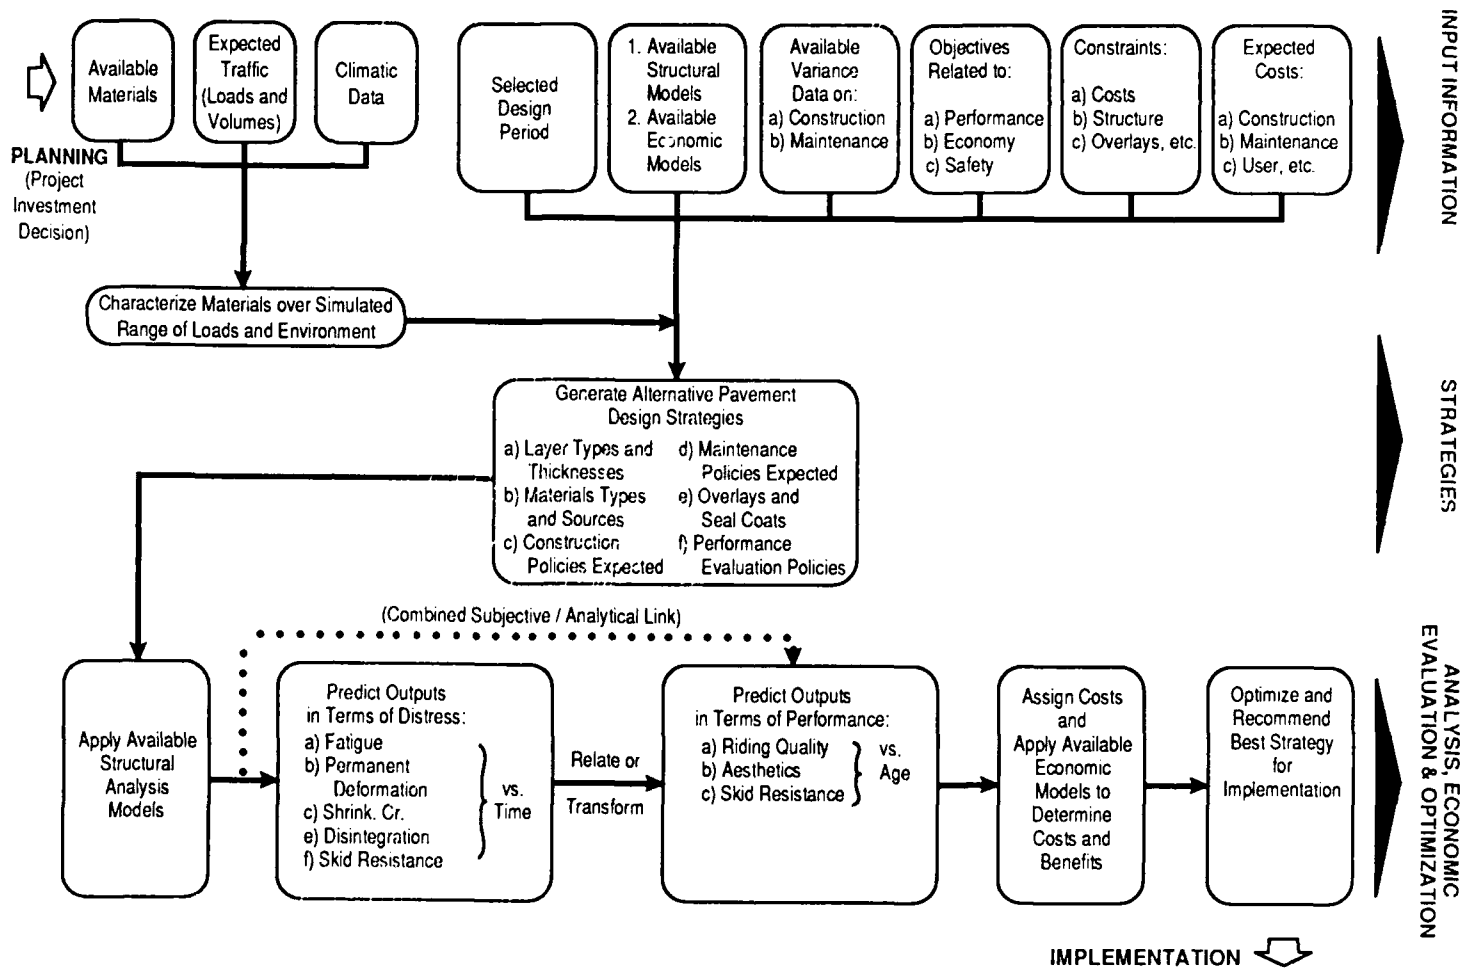 Available
Materials
Expected
Traffic
(Loads and
Volumes)
Climatic
Data
PLANNING
(Project
Investment
Decision)
Selected
Design
Period
1. Available
Structural
Models
2. Available
Economic
Models
Available
Variance
Data on:
a) Construction
b) Maintenance
Objectives
Related to:
a) Performance
b) Economy
c) Safety
Constraints:
a) Costs
b) Structure
c) Overlays, etc.
Expected
Costs:
a) Construction
b) Maintenance
c) User, etc.
INPUT INFORMATION
Characterize Materials over Simulated
Range of Loads and Environment
Generate Alternative Pavement
Design Strategies
a) Layer Types and
Thicknesses
b) Materials Types
and Sources
c) Construction
Policies Expected
d) Maintenance
Policies Expected
e) Overlays and
Seal Coats
f) Performance
Evaluation Policies
STRATEGIES
(Combined Subjective / Analytical Link)
Apply Available
Structural
Analysis
Models
Predict Outputs
in Terms of Distress:
a) Fatigue
b) Permanent
Deformation
c) Shrink. Cr.
e) Disintegration
f) Skid Resistance
vs.
Time
Relate or
Transform
Predict Outputs
in Terms of Performance:
a) Riding Quality
b) Aesthetics
c) Skid Resistance
vs.
Age
Assign Costs
and
Apply Available
Economic
Models to
Determine
Costs and
Benefits
Optimize and
Recommend
Best Strategy
for
Implementation
ANALYSIS, ECONOMIC
EVALUATION & OPTIMIZATION
IMPLEMENTATION